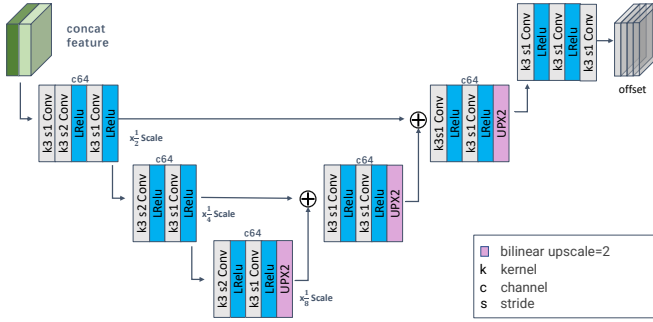 concat
feature
c64
k3 s1 Conv
k3 s2 Conv
LRelu
k3 s1 Conv
LRelu
x1/2 Scale
c64
k3 s2 Conv
LRelu
k3 s1 Conv
LRelu
x1/4 Scale
c64
k3 s2 Conv
LRelu
k3 s1 Conv
LRelu
UPX2
x1/8 Scale
c64
k3 s1 Conv
LRelu
k3 s1 Conv
LRelu
UPX2
c64
k3s1 Conv
LRelu
k3 s1 Conv
LRelu
UPX2
k3 s1 Conv
LRelu
k3 s1 Conv
LRelu
k3 s1 Conv
offset
bilinear upscale=2
k kernel
c channel
s stride